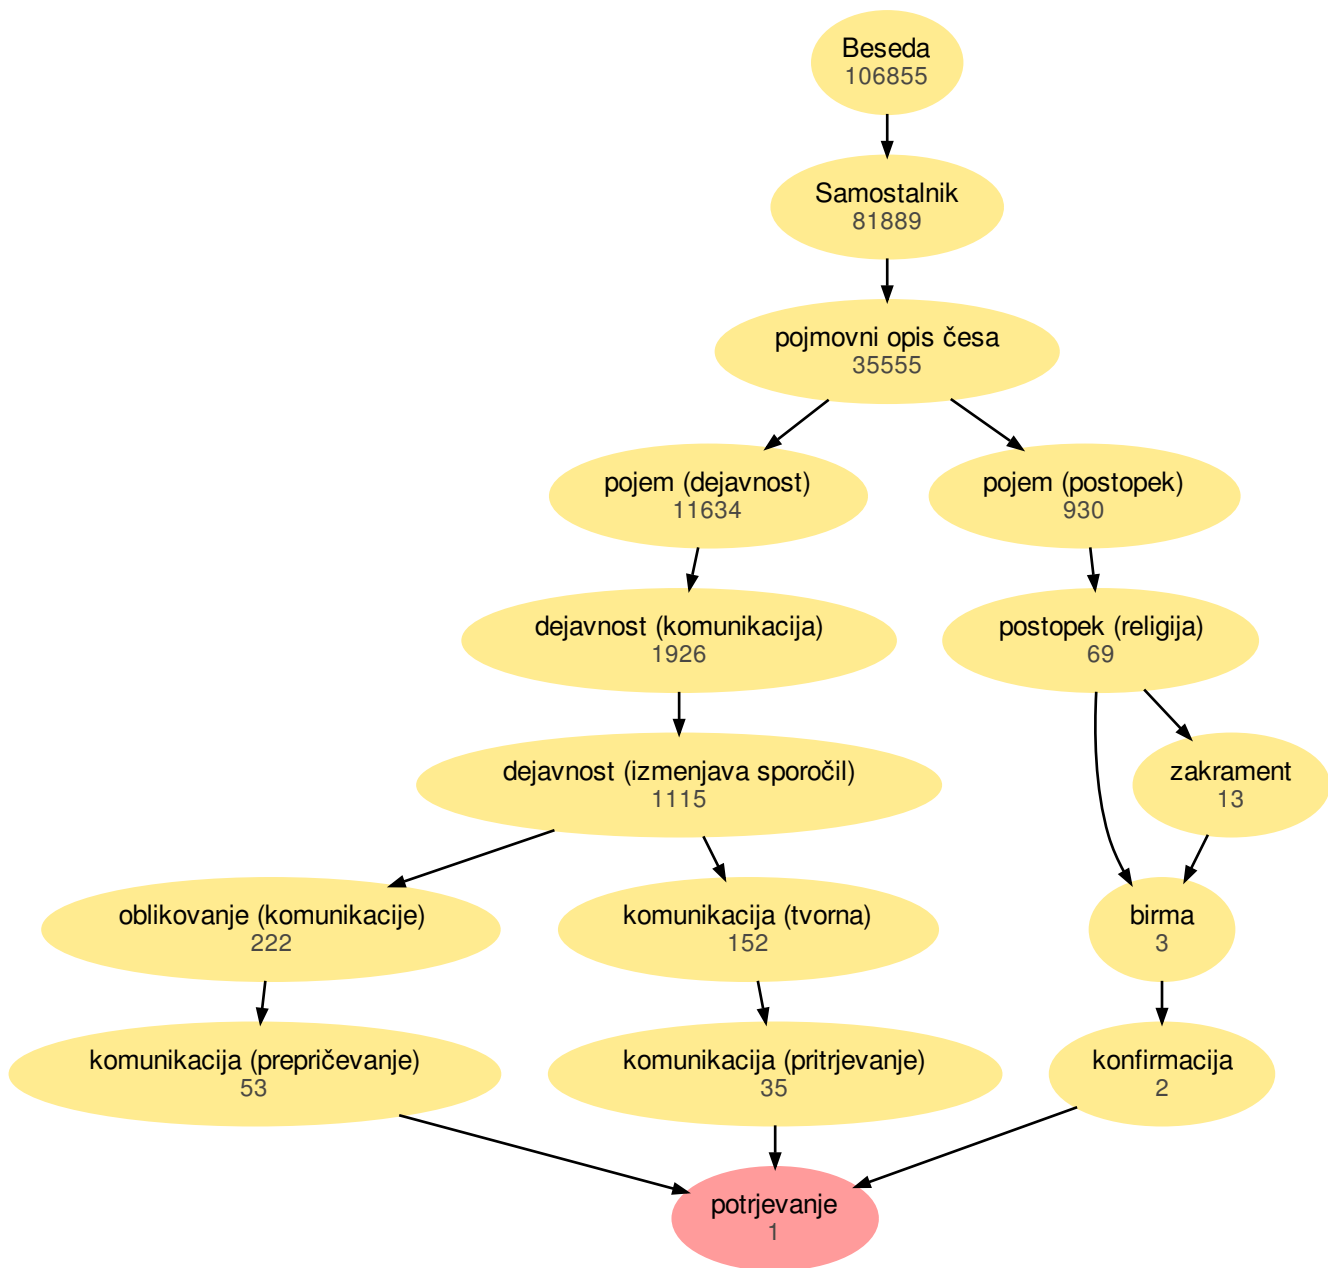 Beseda
106855
Samostalnik
81889
pojmovni opis česa
35555
pojem (dejavnost)
11634
pojem (postopek)
930
dejavnost (komunikacija)
1926
postopek (religija)
69
dejavnost (izmenjava sporočil)
1115
zakrament
13
oblikovanje (komunikacije)
222
komunikacija (tvorna)
152
birma
3
komunikacija (prepričevanje)
53
komunikacija (pritrjevanje)
35
konfirmacija
2
potrjevanje
1